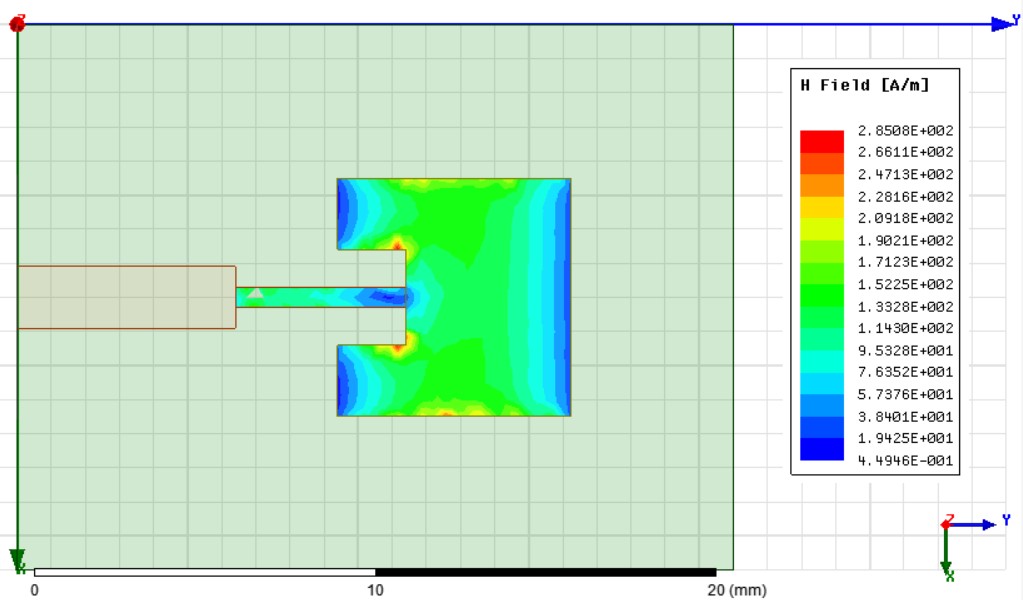 Z
Y
H Field [A/m]
2.8508E+002
2.6611E+002
2.4713E+002
2.2816E+002
2.0918E+002
1.9021E+002
1.7123E+002
1.5225E+002
1.3328E+002
1.1430E+002
9.5328E+001
7.6352E+001
5.7376E+001
3.8401E+001
1.9425E+001
4.4946E-001
Z
Y
X
X
0
10
20 (mm)